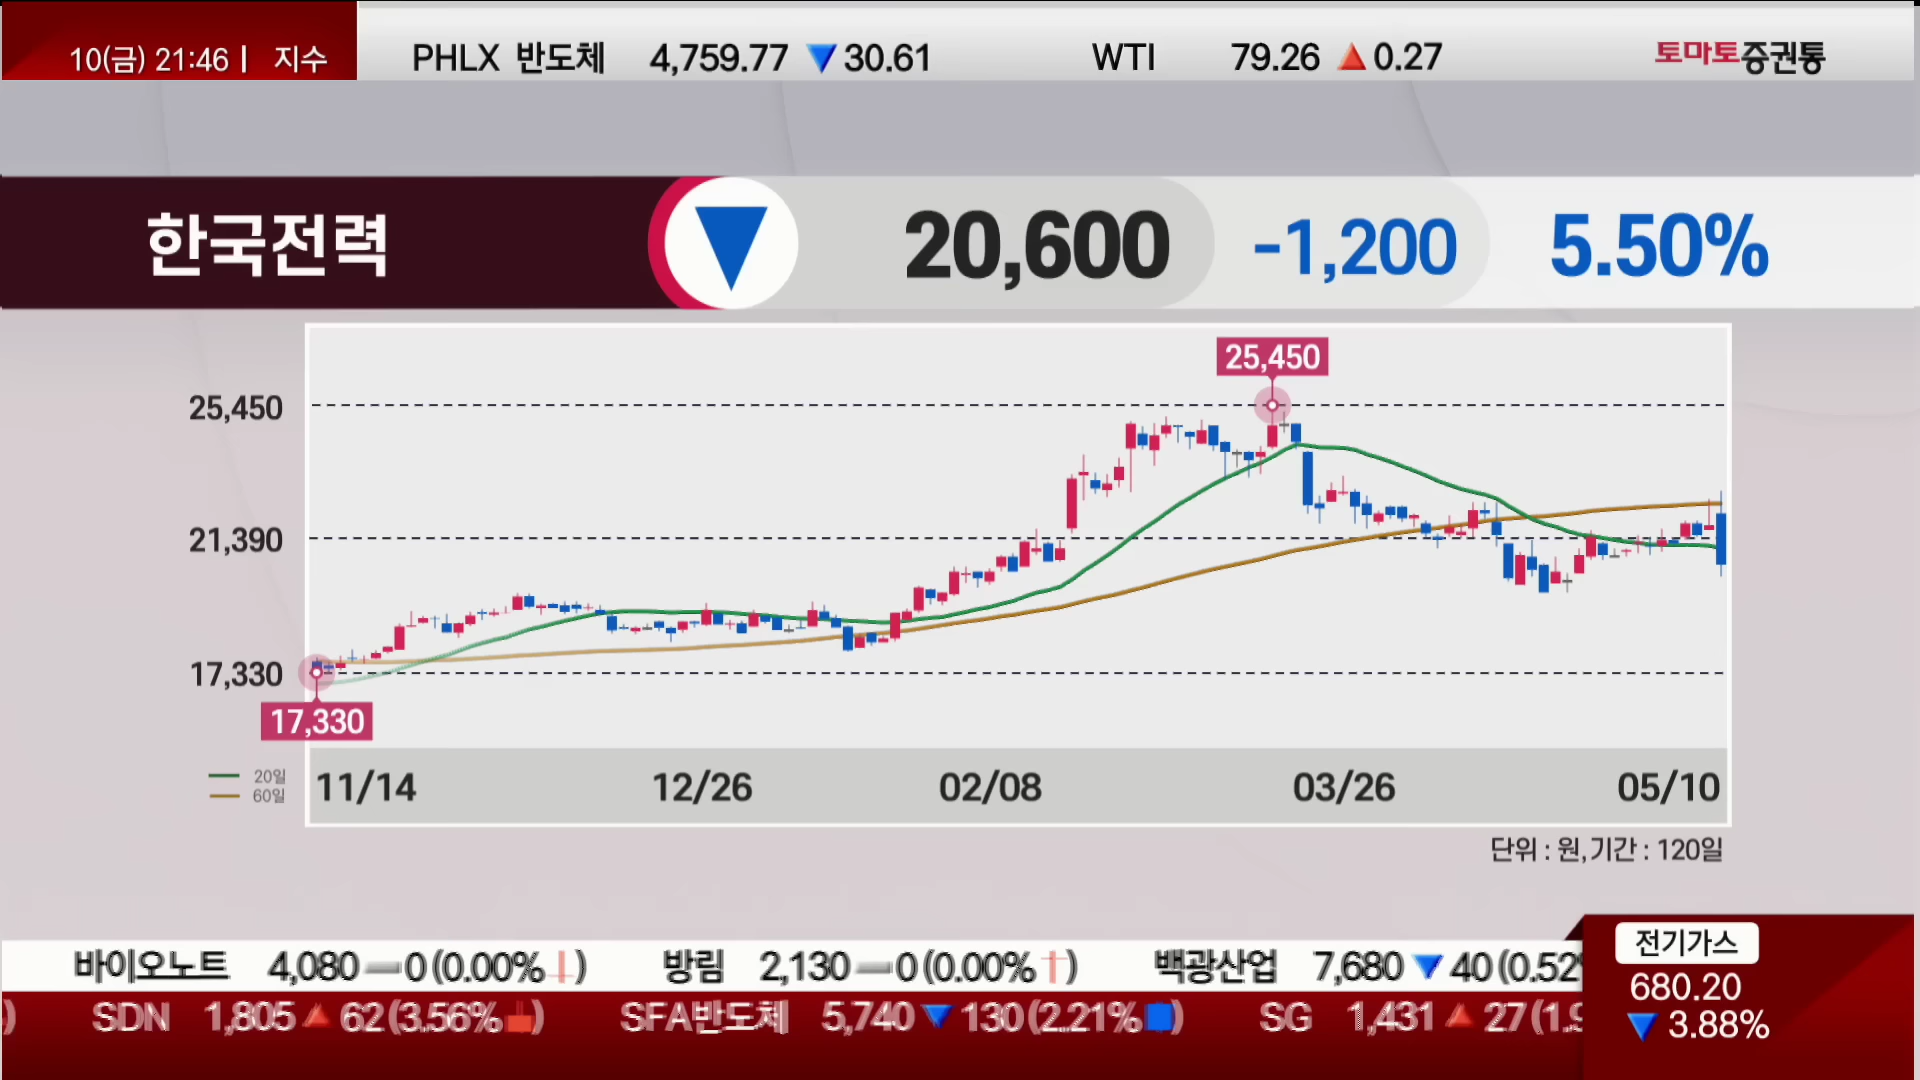 10(금) 21:46 | 지수 PHLX 반도체 4,759.77 ▼ 30.61 WTI 79.26 ▲ 0.27 토마토증권통
한국전력 ▼ 20,600 -1,200 5.50%
25,450
25,450
21,390
17,330
17,330
20일
60일
11/14 12/26 02/08 03/26 05/10
단위 : 원, 기간 : 120일
바이오노트 4,080 0(0.00%) 방림 2,130 0(0.00%) 백광산업 7,680 ▼ 40(0.52%
) SDN 1,805 ▲ 62(3.56%) SFA반도체 5,740 ▼ 130(2.21%) SG 1,431 ▲ 27(1.9
전기가스
680.20
▼ 3.88%